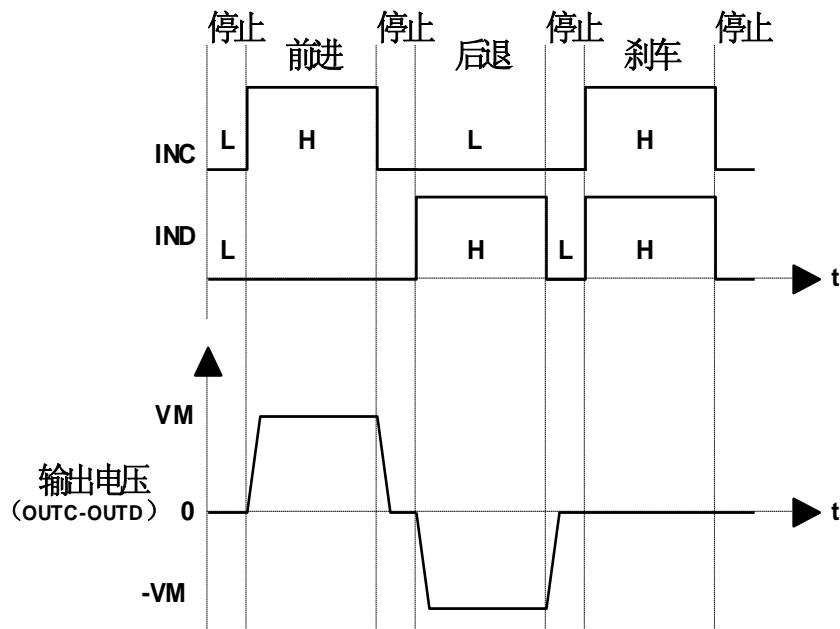 停止 停止 停止 停止
前进 后退 刹车
INC L H L H
IND L H L H
t
VM
输出电压
（OUTC-OUTD） 0 t
-VM